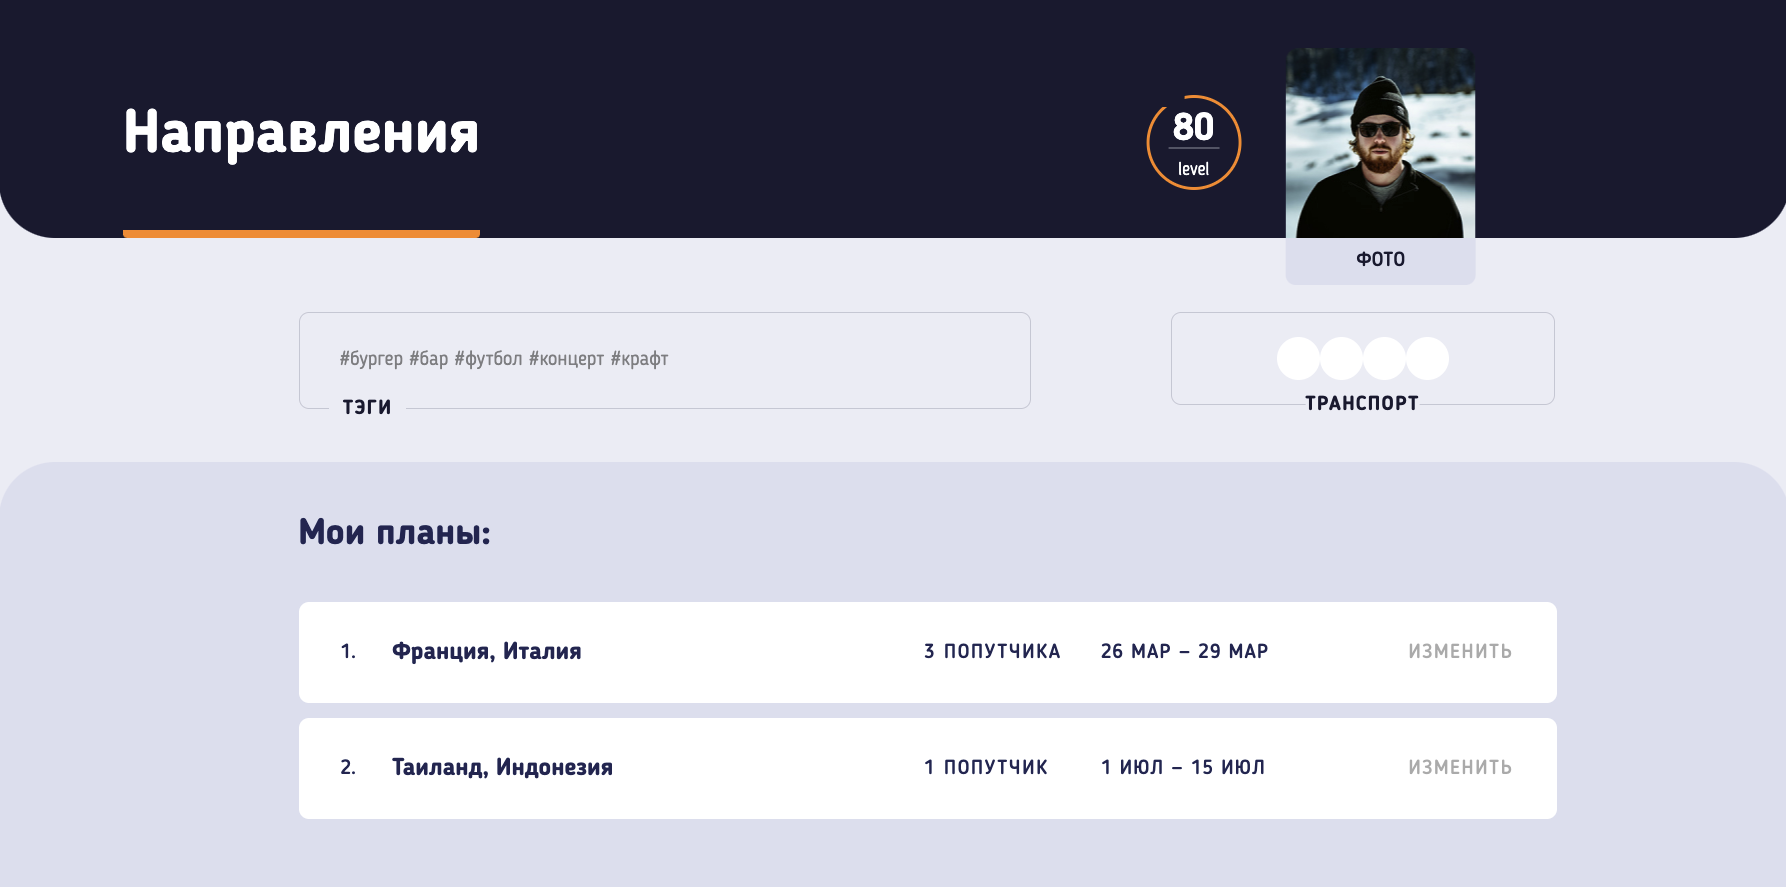 Направления
80
level
ФОТО
#бургер #бар #футбол #концерт #крафт
ТЭГИ
ТРАНСПОРТ
Мои планы:
1. Франция, Италия 3 ПОПУТЧИКА 26 МАР – 29 МАР ИЗМЕНИТЬ
2. Таиланд, Индонезия 1 ПОПУТЧИК 1 ИЮЛ – 15 ИЮЛ ИЗМЕНИТЬ